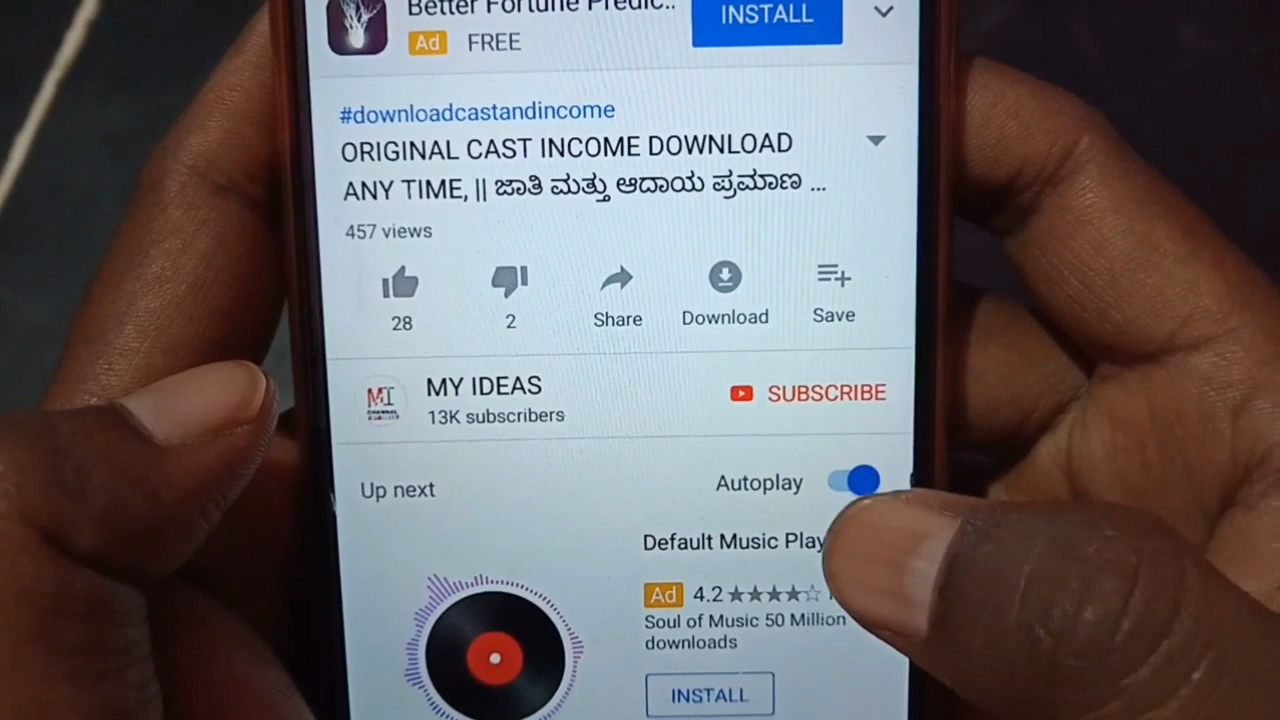 Better Fortune Predic..
INSTALL
Ad FREE
#downloadcastandincome
ORIGINAL CAST INCOME DOWNLOAD
ANY TIME, || ಜಾತಿ ಮತ್ತು ಆದಾಯ ಪ್ರಮಾಣ ...
457 views
28
2
Share
Download
Save
MI
CHANNEL
MY IDEAS
13K subscribers
SUBSCRIBE
Up next
Autoplay
Default Music Play
Ad 4.2
Soul of Music 50 Million
downloads
INSTALL